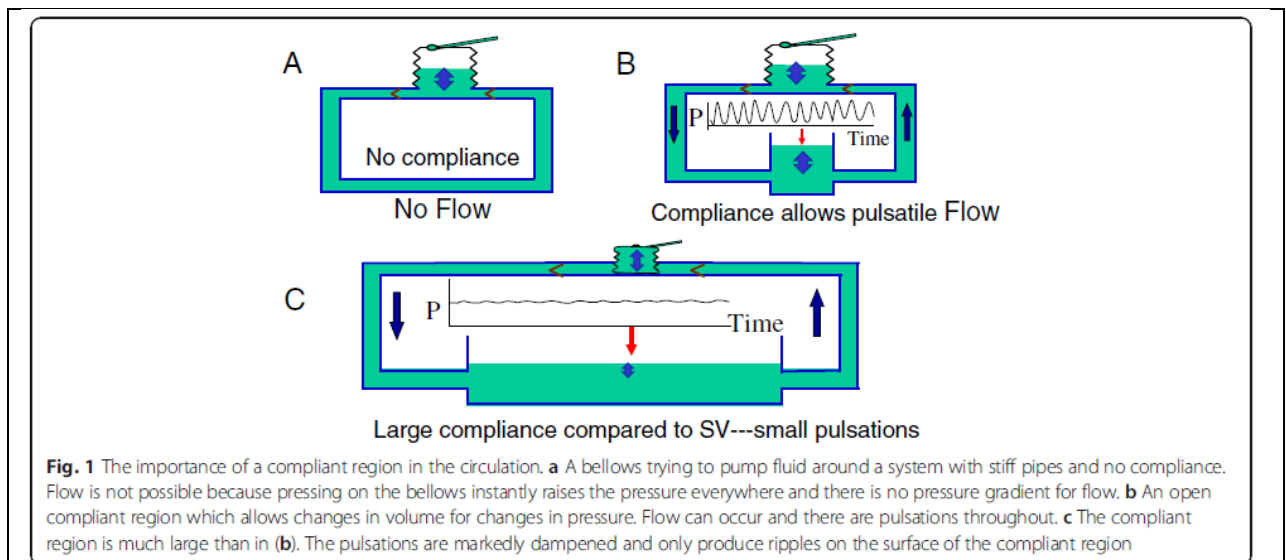 A
B
P
Time
No compliance
No Flow
Compliance allows pulsatile Flow
C
P
Time
Large compliance compared to SV---small pulsations
Fig. 1 The importance of a compliant region in the circulation. a A bellows trying to pump fluid around a system with stiff pipes and no compliance.
Flow is not possible because pressing on the bellows instantly raises the pressure everywhere and there is no pressure gradient for flow. b An open
compliant region which allows changes in volume for changes in pressure. Flow can occur and there are pulsations throughout. c The compliant
region is much large than in (b). The pulsations are markedly dampened and only produce ripples on the surface of the compliant region